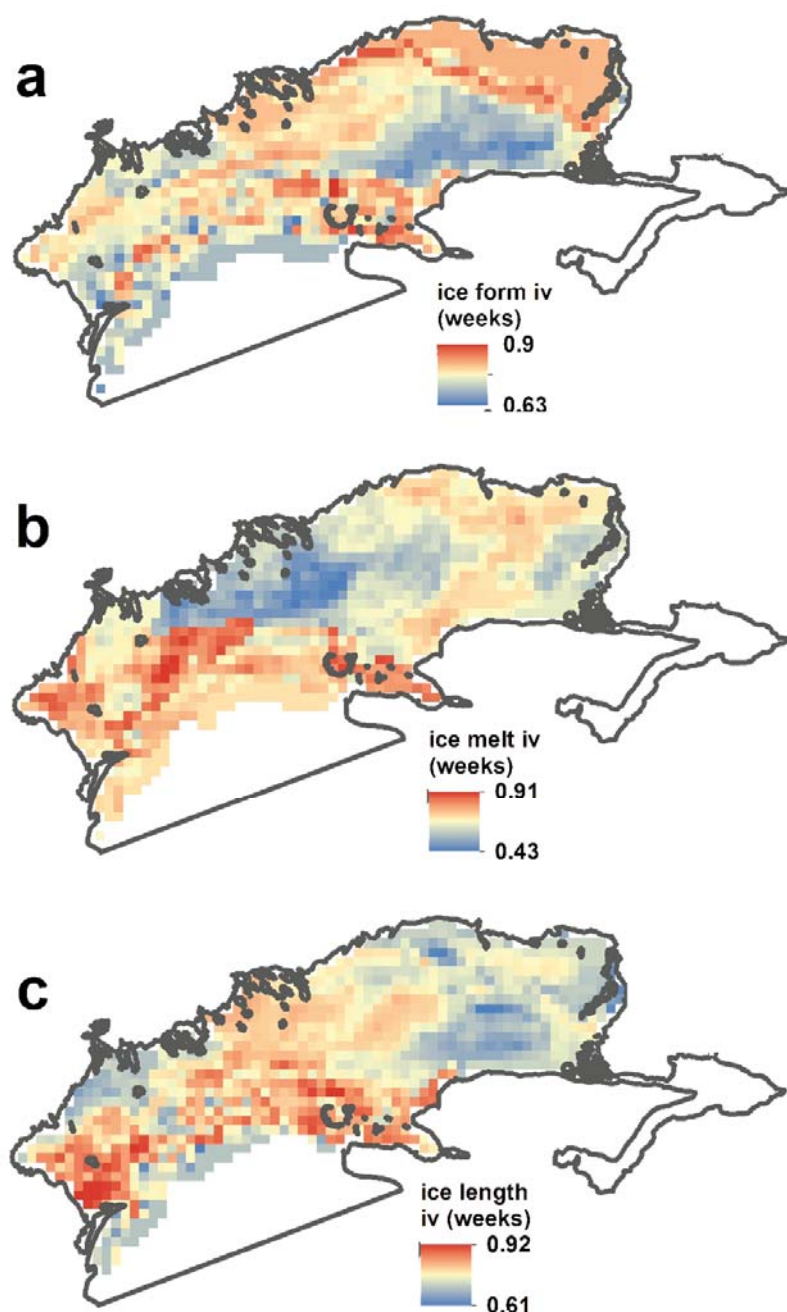 a
ice form iv
(weeks)
0.9
0.63
b
ice melt iv
(weeks)
0.91
0.43
c
ice length
iv (weeks)
0.92
0.61